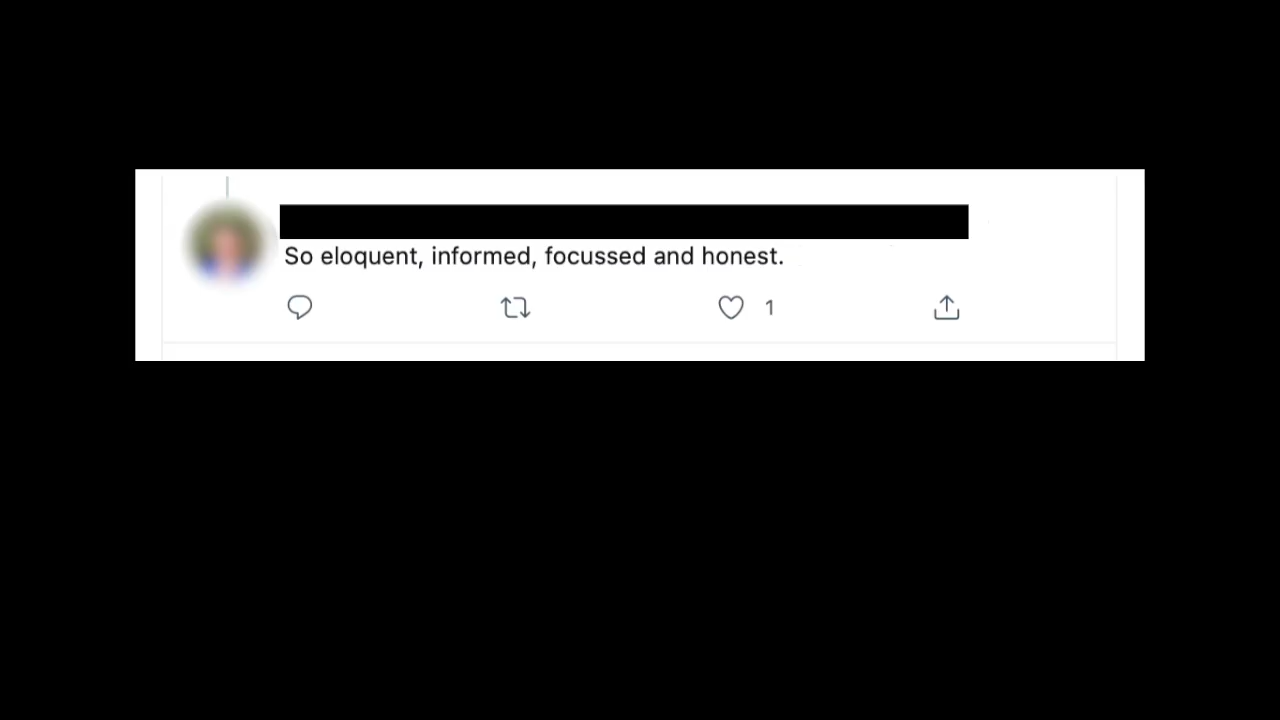 So eloquent, informed, focussed and honest.
1